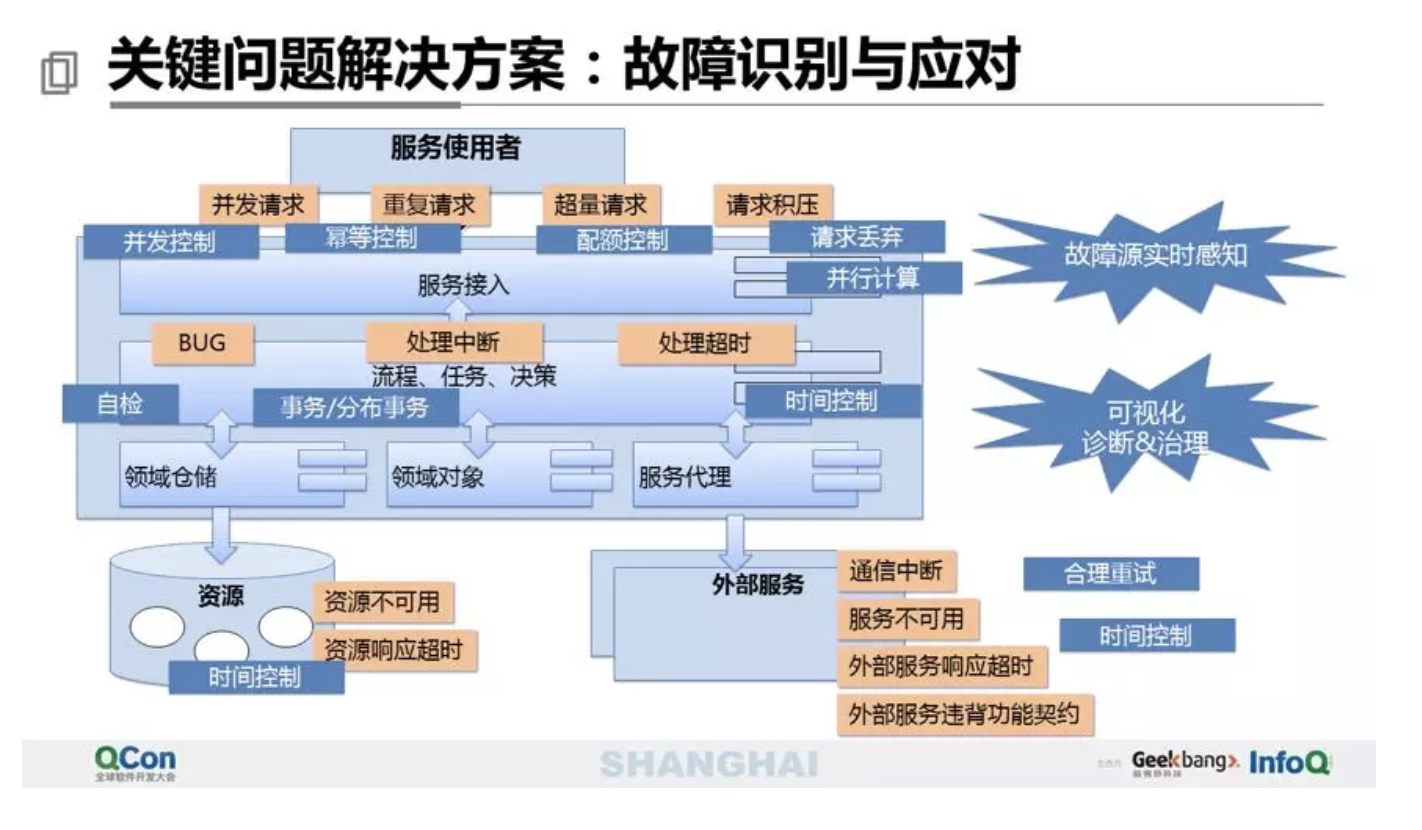 关键问题解决方案：故障识别与应对
服务使用者
并发请求
重复请求
超量请求
请求积压
并发控制
幂等控制
配额控制
请求丢弃
服务接入
并行计算
故障源实时感知
BUG
处理中断
处理超时
流程、任务、决策
自检
事务/分布事务
时间控制
可视化
诊断&治理
领域仓储
领域对象
服务代理
资源
资源不可用
资源响应超时
时间控制
外部服务
通信中断
服务不可用
外部服务响应超时
外部服务违背功能契约
合理重试
时间控制
QCon
全球软件开发大会
SHANGHAI
Geekbang>.
极客邦科技
InfoQ